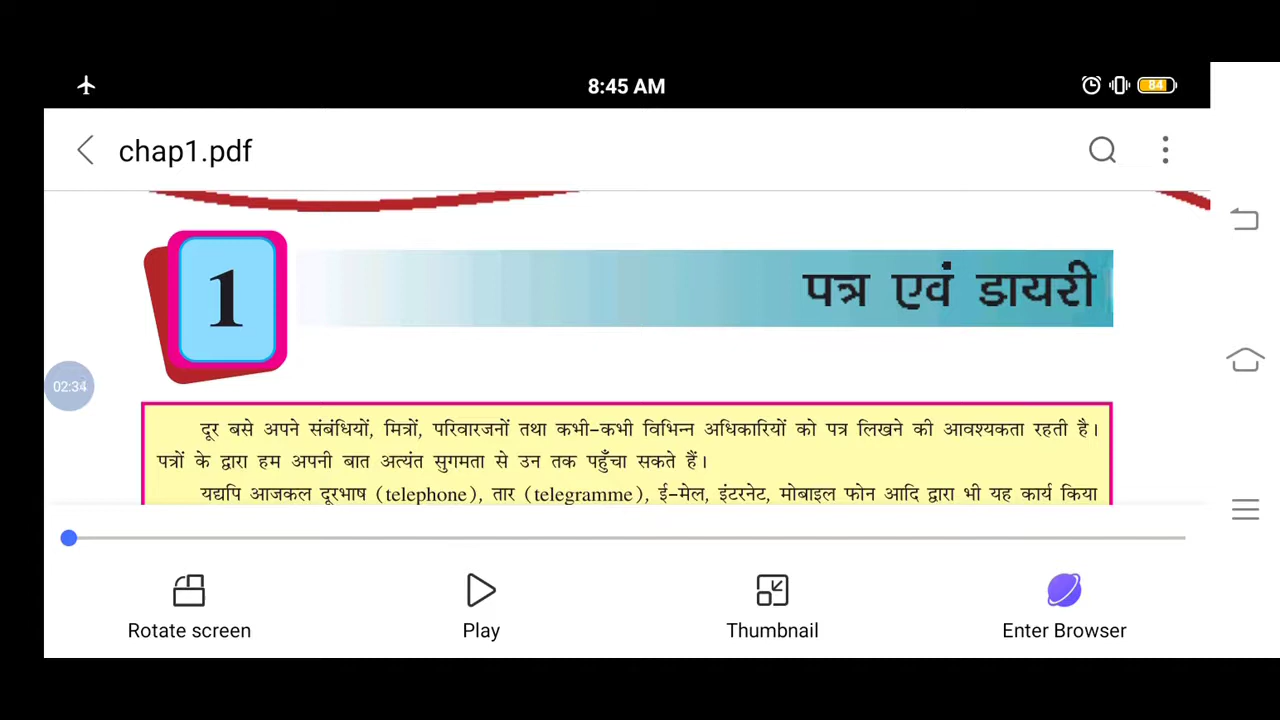 8:45 AM
84
chap1.pdf
1
पत्र एवं डायरी
02:34
दूर बसे अपने संबंधियों, मित्रों, परिवारजनों तथा कभी-कभी विभिन्न अधिकारियों को पत्र लिखने की आवश्यकता रहती है।
पत्रों के द्वारा हम अपनी बात अत्यंत सुगमता से उन तक पहुँचा सकते हैं।
यद्यपि आजकल दूरभाष (telephone), तार (telegramme), ई-मेल, इंटरनेट, मोबाइल फोन आदि द्वारा भी यह कार्य किया
Rotate screen
Play
Thumbnail
Enter Browser